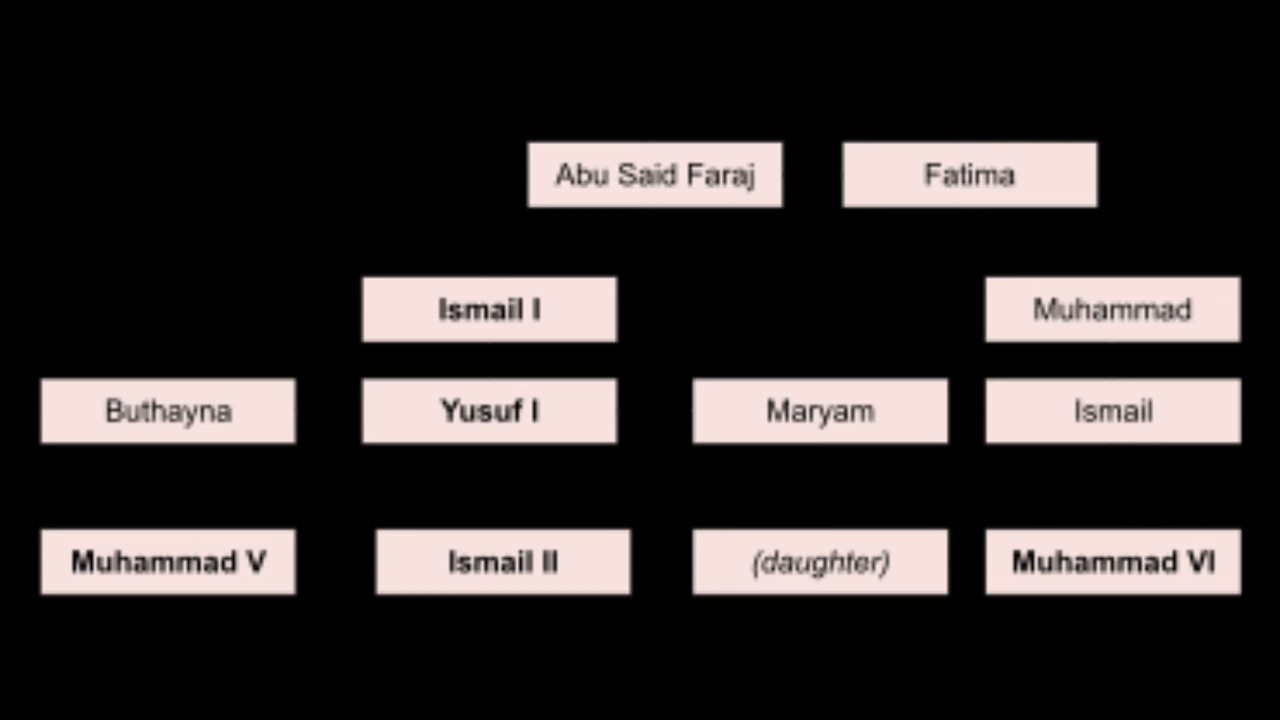 Abu Said Faraj
Fatima
Ismail I
Muhammad
Buthayna
Yusuf I
Maryam
Ismail
Muhammad V
Ismail II
(daughter)
Muhammad VI